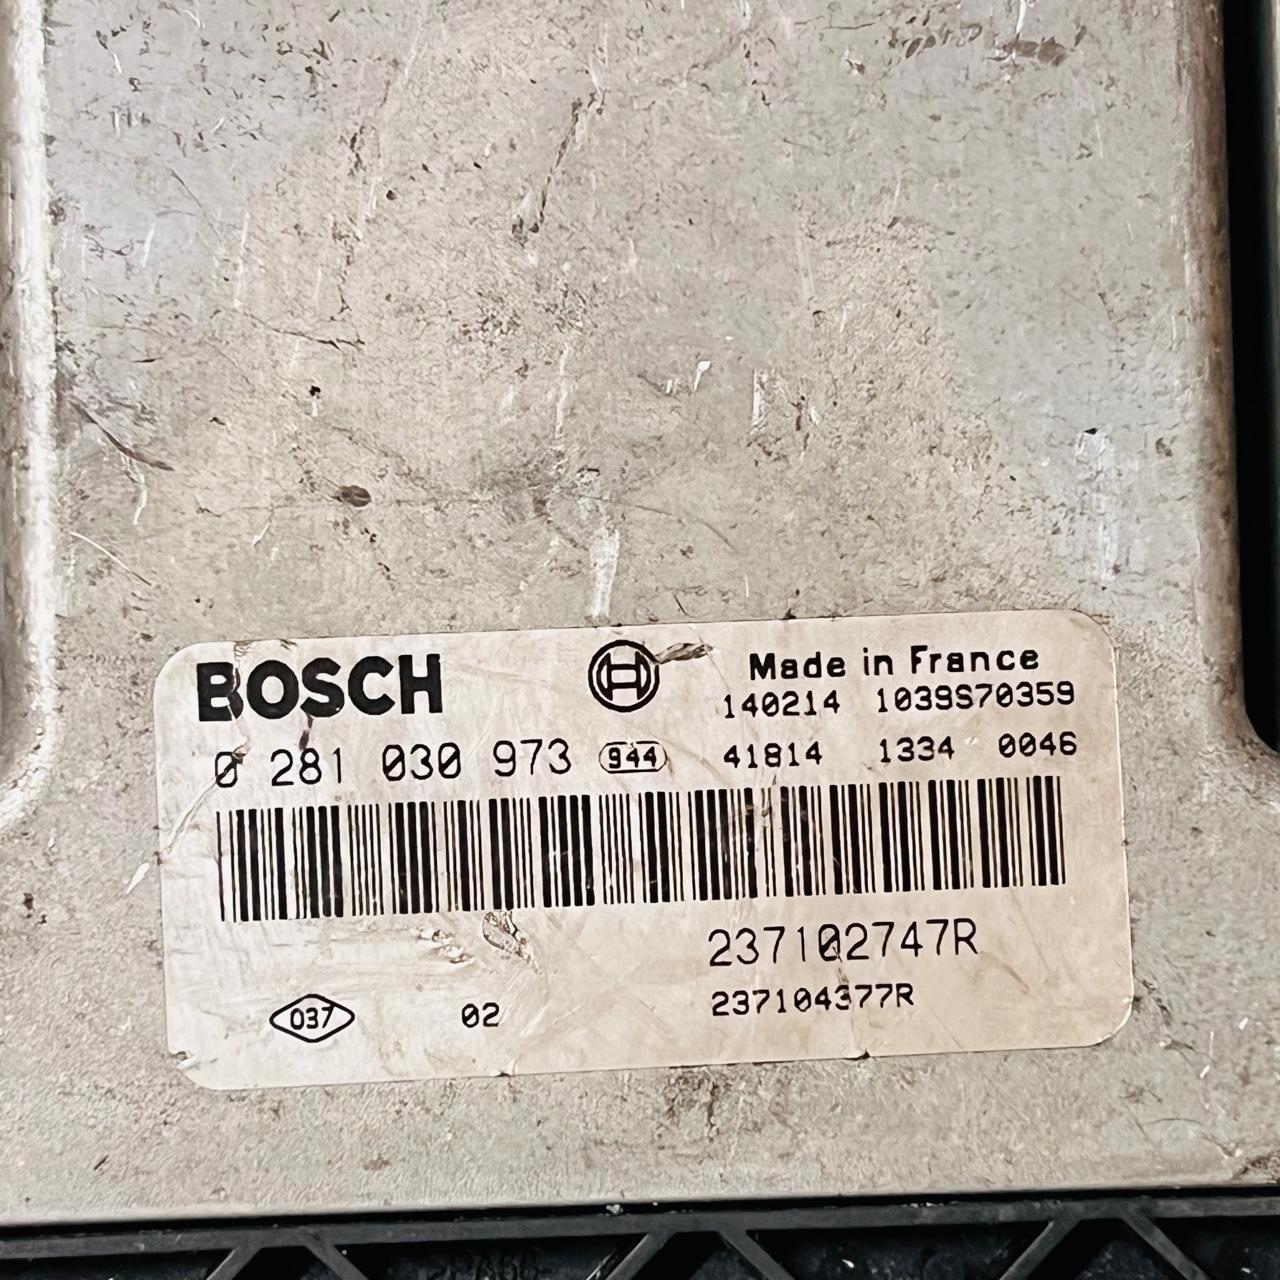 BOSCH
Made in France
140214 1039S70359
0 281 030 973 944 41814 1334 0046
237102747R
037 02 237104377R